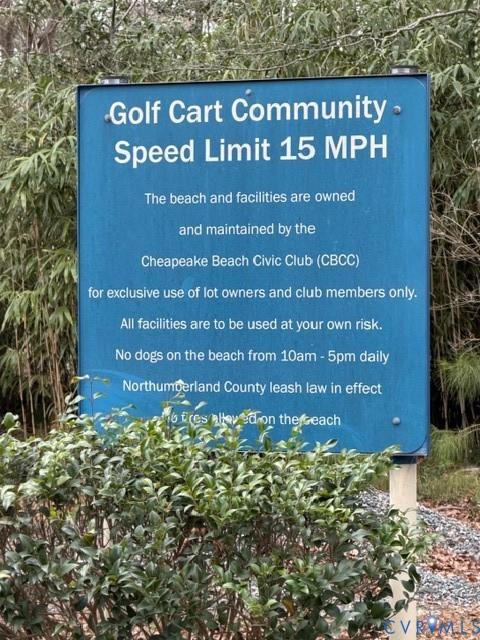 Golf Cart Community
Speed Limit 15 MPH
The beach and facilities are owned
and maintained by the
Cheapeake Beach Civic Club (CBCC)
for exclusive use of lot owners and club members only.
All facilities are to be used at your own risk.
No dogs on the beach from 10am - 5pm daily
Northumberland County leash law in effect
No fires allowed on the beach
CVRMLS